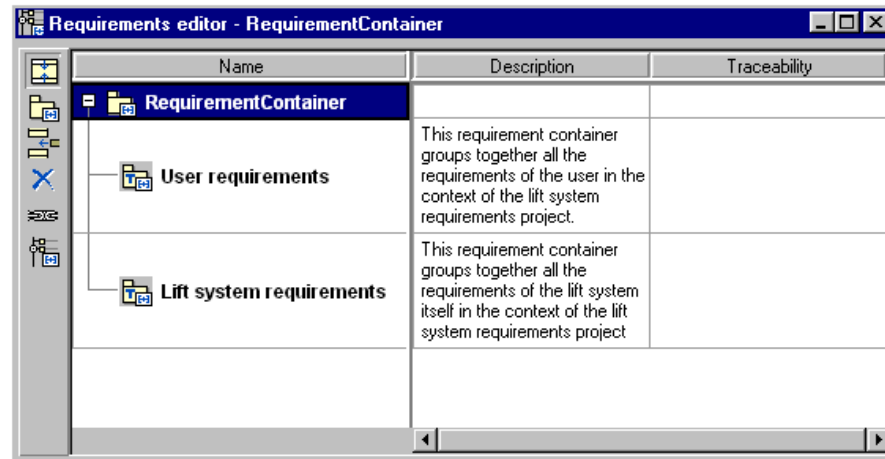 Requirements editor - RequirementContainer
Name Description Traceability
RequirementContainer
User requirements
This requirement container
groups together all the
requirements of the user in the
context of the lift system
requirements project.
Lift system requirements
This requirement container
groups together all the
requirements of the lift system
itself in the context of the lift
system requirements project